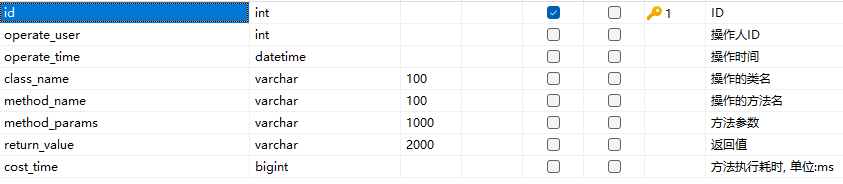 id int 1 ID
operate_user int 操作人ID
operate_time datetime 操作时间
class_name varchar 100 操作的类名
method_name varchar 100 操作的方法名
method_params varchar 1000 方法参数
return_value varchar 2000 返回值
cost_time bigint 方法执行耗时, 单位:ms